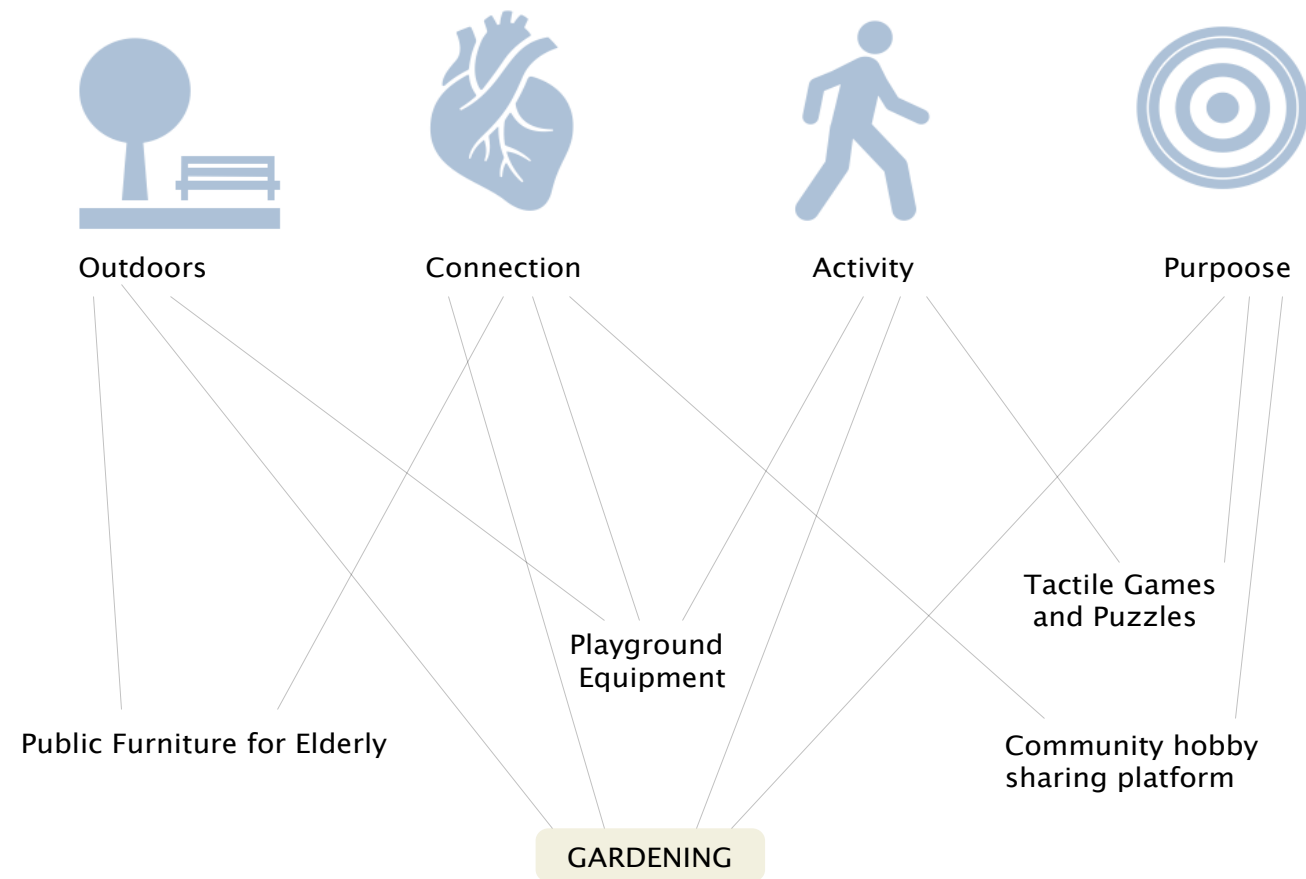 Outdoors
Connection
Activity
Purpoose
Tactile Games
and Puzzles
Playground
Equipment
Public Furniture for Elderly
Community hobby
sharing platform
GARDENING